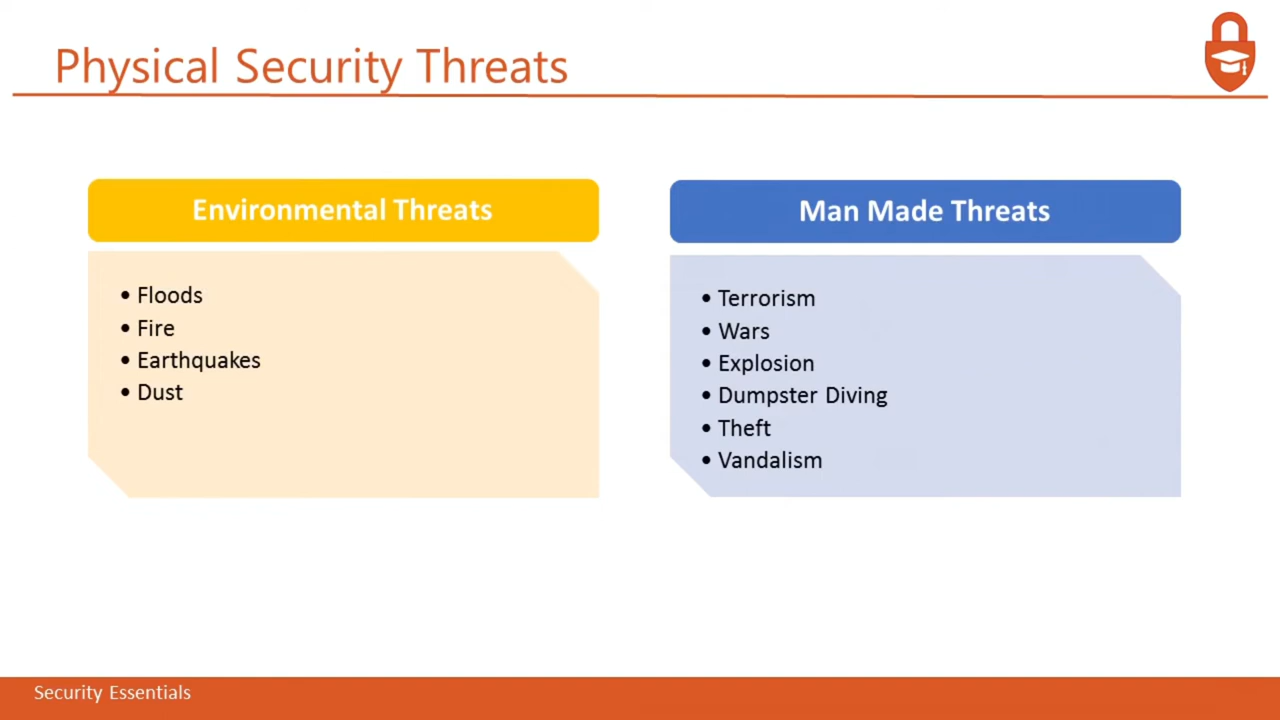 Physical Security Threats
Environmental Threats
• Floods
• Fire
• Earthquakes
• Dust
Man Made Threats
• Terrorism
• Wars
• Explosion
• Dumpster Diving
• Theft
• Vandalism
Security Essentials